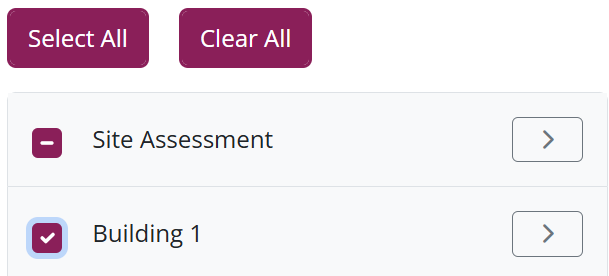 Select All Clear All
Site Assessment
Building 1